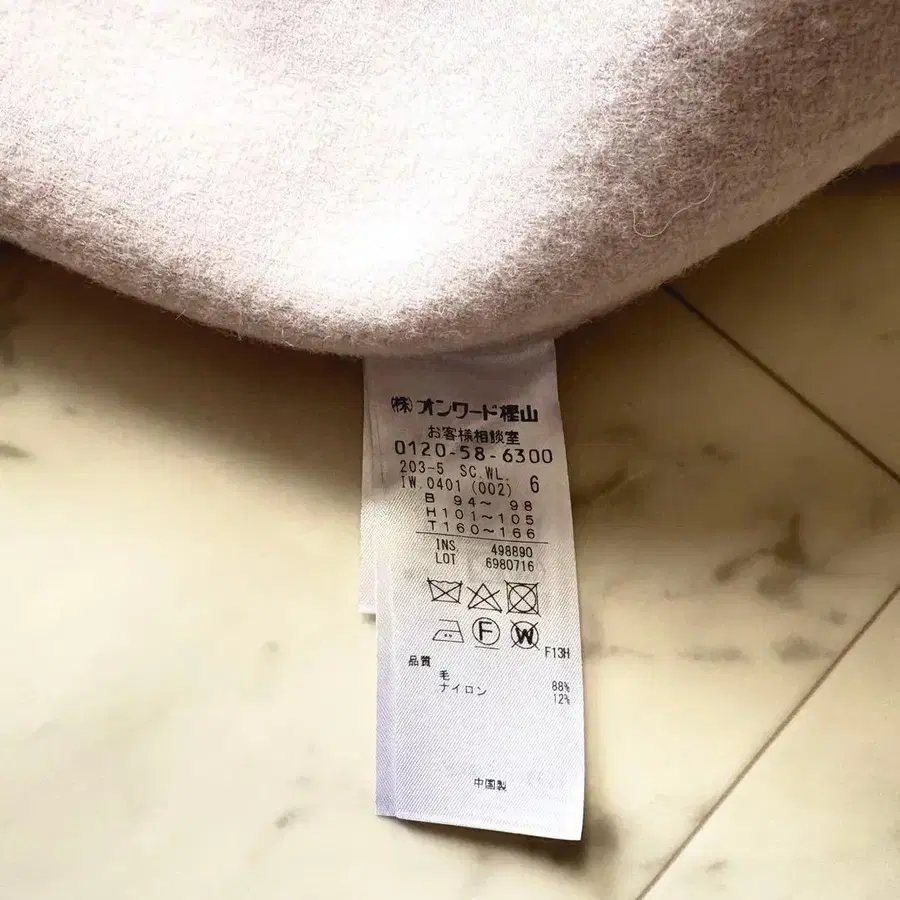 (株)オンワード樫山
お客様相談室
0120-58-6300
203-5 SC.WL. 6
IW.0401(002)
B 94～ 98
H101～105
T160～166
INS. 498890
LOT 6980716
W
F
F13H
品質
毛 88%
ナイロン 12%
中国製